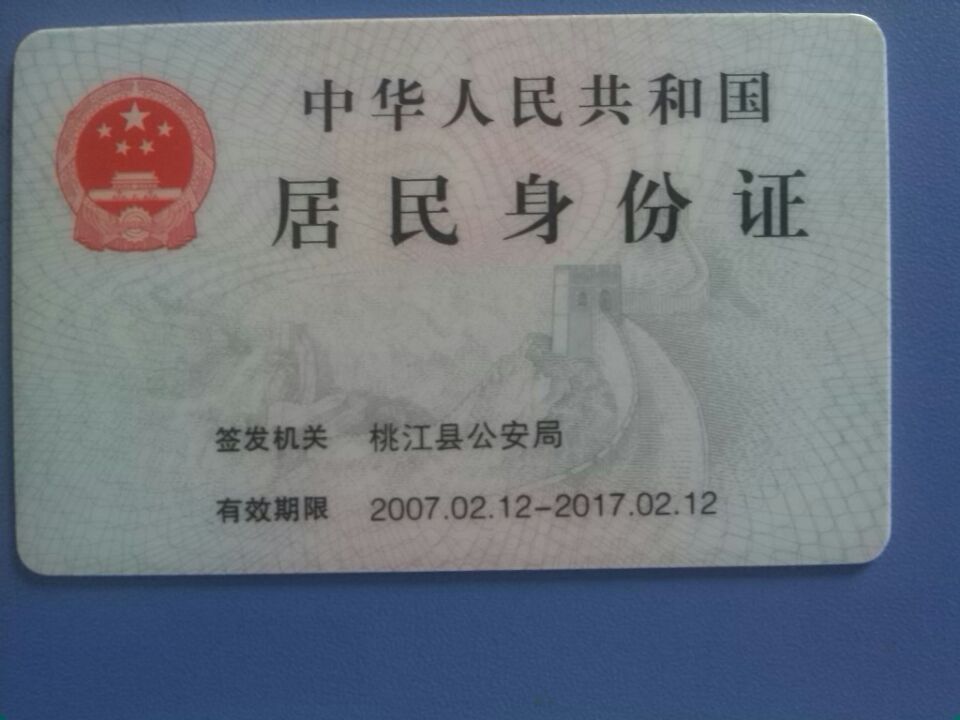 中华人民共和国
居民身份证
签发机关 桃江县公安局
有效期限 2007.02.12-2017.02.12